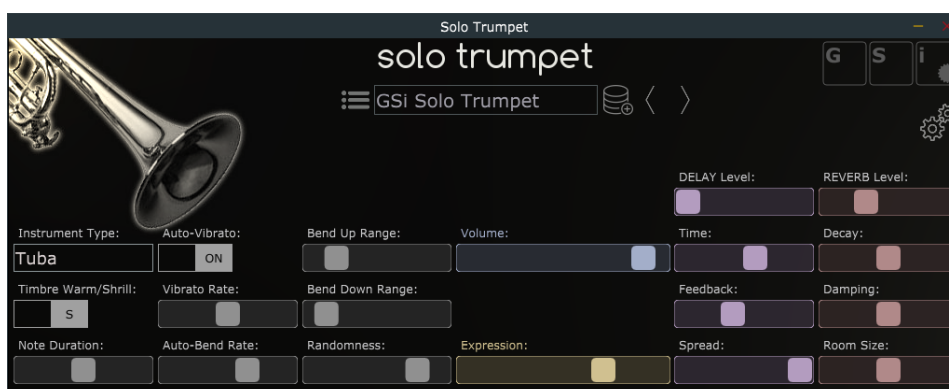 Solo Trumpet
solo trumpet
G S i
GSi Solo Trumpet
DELAY Level: REVERB Level:
Instrument Type: Auto-Vibrato: Bend Up Range: Volume: Time: Decay:
Tuba ON
Timbre Warm/Shrill: Vibrato Rate: Bend Down Range: Feedback: Damping:
S
Note Duration: Auto-Bend Rate: Randomness: Expression: Spread: Room Size: